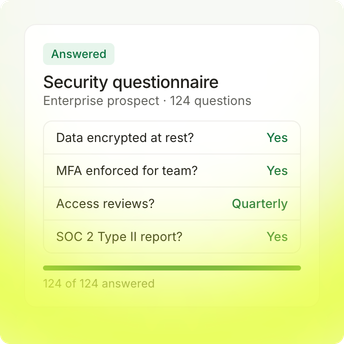 Answered
Security questionnaire
Enterprise prospect · 124 questions
Data encrypted at rest? Yes
MFA enforced for team? Yes
Access reviews? Quarterly
SOC 2 Type II report? Yes
124 of 124 answered